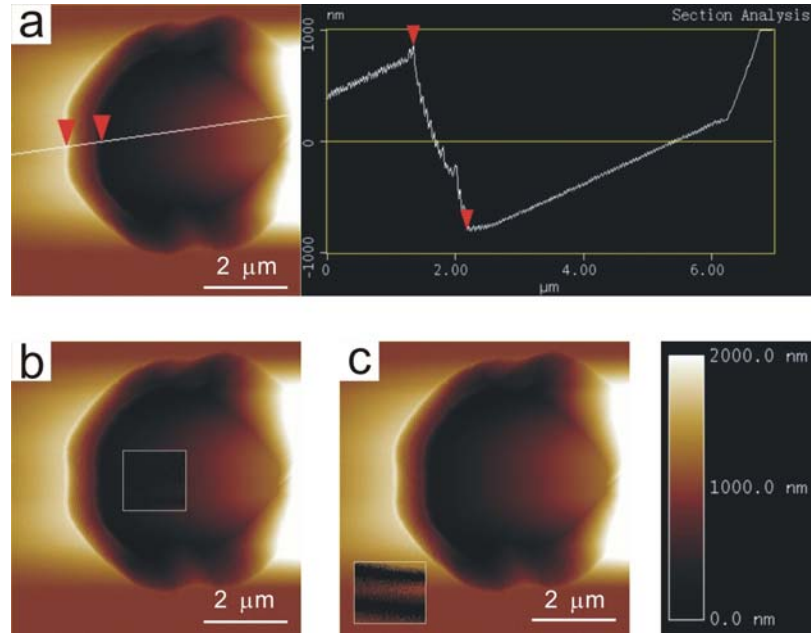 a
2 μm
nm
Section Analysis
1000
0
-1000
0
2.00
4.00
6.00
μm
b
2 μm
c
2 μm
2000.0 nm
1000.0 nm
0.0 nm